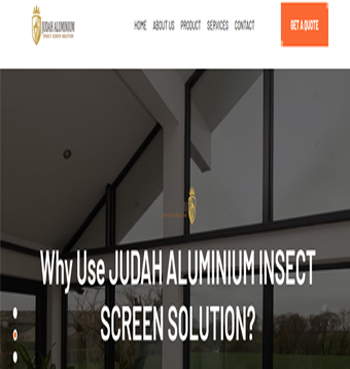 JUDAH ALUMINIUM
INSECT SCREEN SOLUTION
HOME ABOUT US PRODUCT SERVICES CONTACT
GET A QUOTE
Why Use JUDAH ALUMINIUM INSECT
SCREEN SOLUTION?